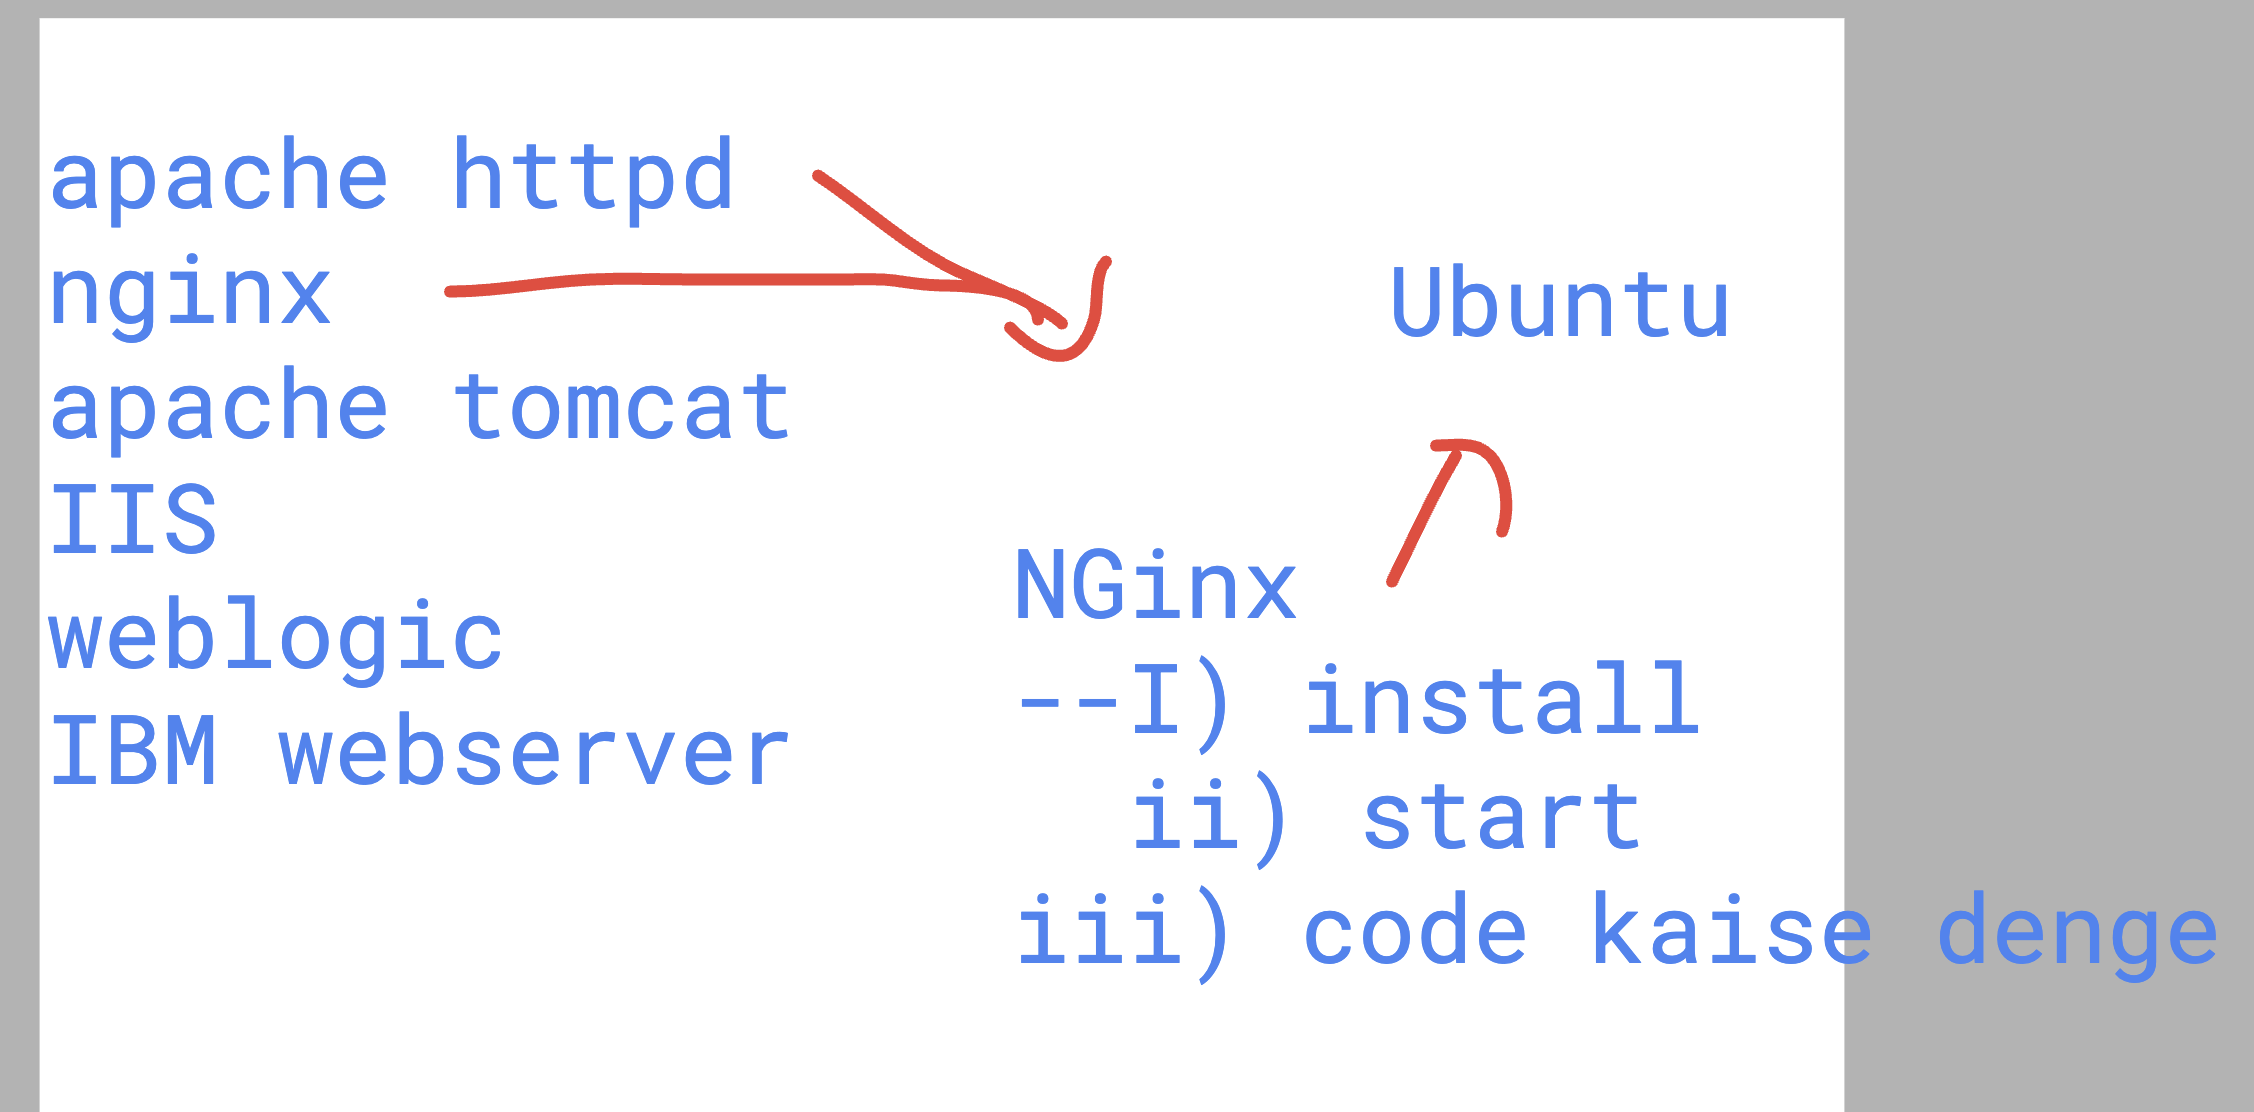 apache httpd
nginx
apache tomcat
IIS
weblogic
IBM webserver
Ubuntu
NGinx
--I) install
ii) start
iii) code kaise denge